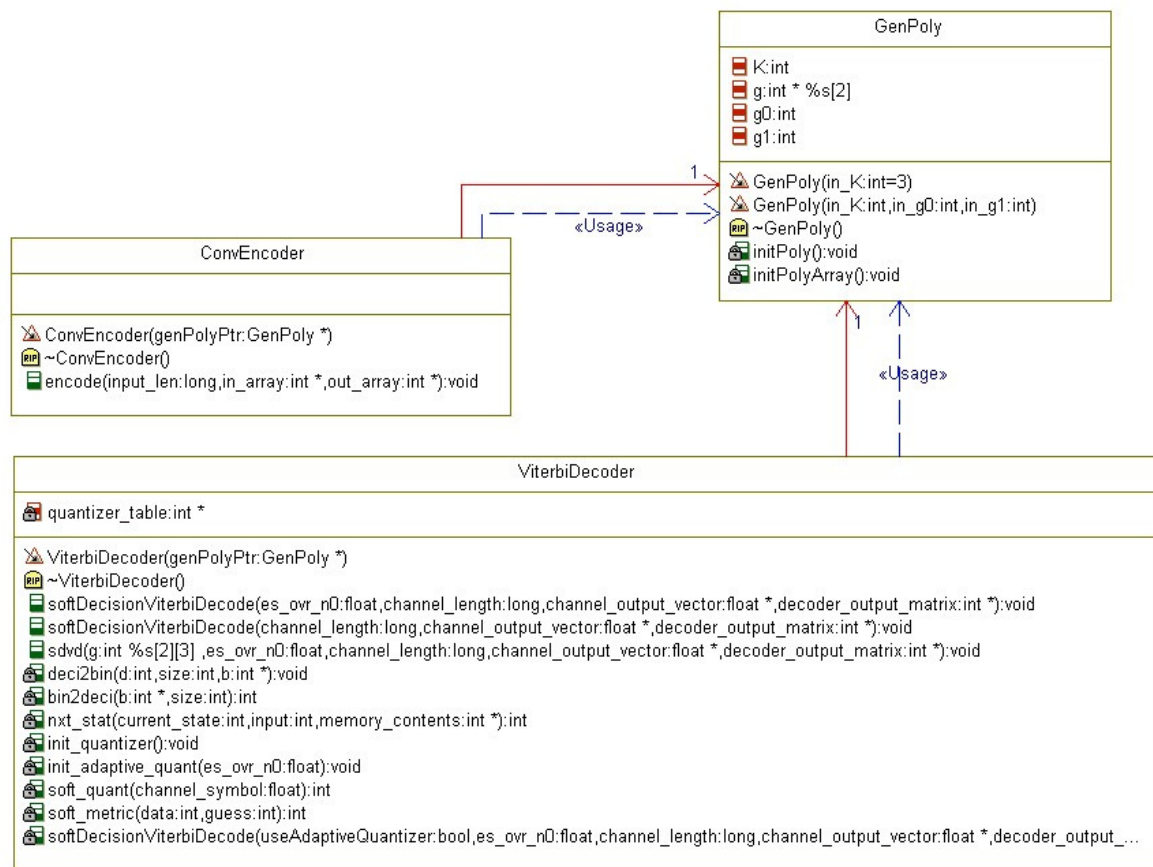 GenPoly
K:int
g:int * %s[2]
g0:int
g1:int
GenPoly(in_K:int=3)
GenPoly(in_K:int,in_g0:int,in_g1:int)
RIP ~GenPoly()
initPoly():void
initPolyArray():void
1
«Usage»
ConvEncoder
ConvEncoder(genPolyPtr:GenPoly *)
RIP ~ConvEncoder()
encode(input_len:long,in_array:int *,out_array:int *):void
1
«Usage»
ViterbiDecoder
quantizer_table:int *
ViterbiDecoder(genPolyPtr:GenPoly *)
RIP ~ViterbiDecoder()
softDecisionViterbiDecode(es_ovr_n0:float,channel_length:long,channel_output_vector:float *,decoder_output_matrix:int *):void
softDecisionViterbiDecode(channel_length:long,channel_output_vector:float *,decoder_output_matrix:int *):void
sdvd(g:int %s[2][3] ,es_ovr_n0:float,channel_length:long,channel_output_vector:float *,decoder_output_matrix:int *):void
deci2bin(d:int,size:int,b:int *):void
bin2deci(b:int *,size:int):int
nxt_stat(current_state:int,input:int,memory_contents:int *):int
init_quantizer():void
init_adaptive_quant(es_ovr_n0:float):void
soft_quant(channel_symbol:float):int
soft_metric(data:int,guess:int):int
softDecisionViterbiDecode(useAdaptiveQuantizer:bool,es_ovr_n0:float,channel_length:long,channel_output_vector:float *,decoder_output_...